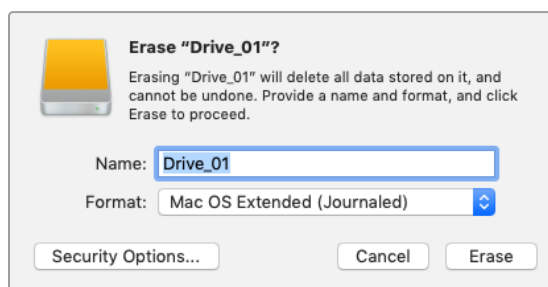 Erase “Drive_01”?
Erasing “Drive_01” will delete all data stored on it, and
cannot be undone. Provide a name and format, and click
Erase to proceed.
Name: Drive_01
Format: Mac OS Extended (Journaled)
Security Options... Cancel Erase